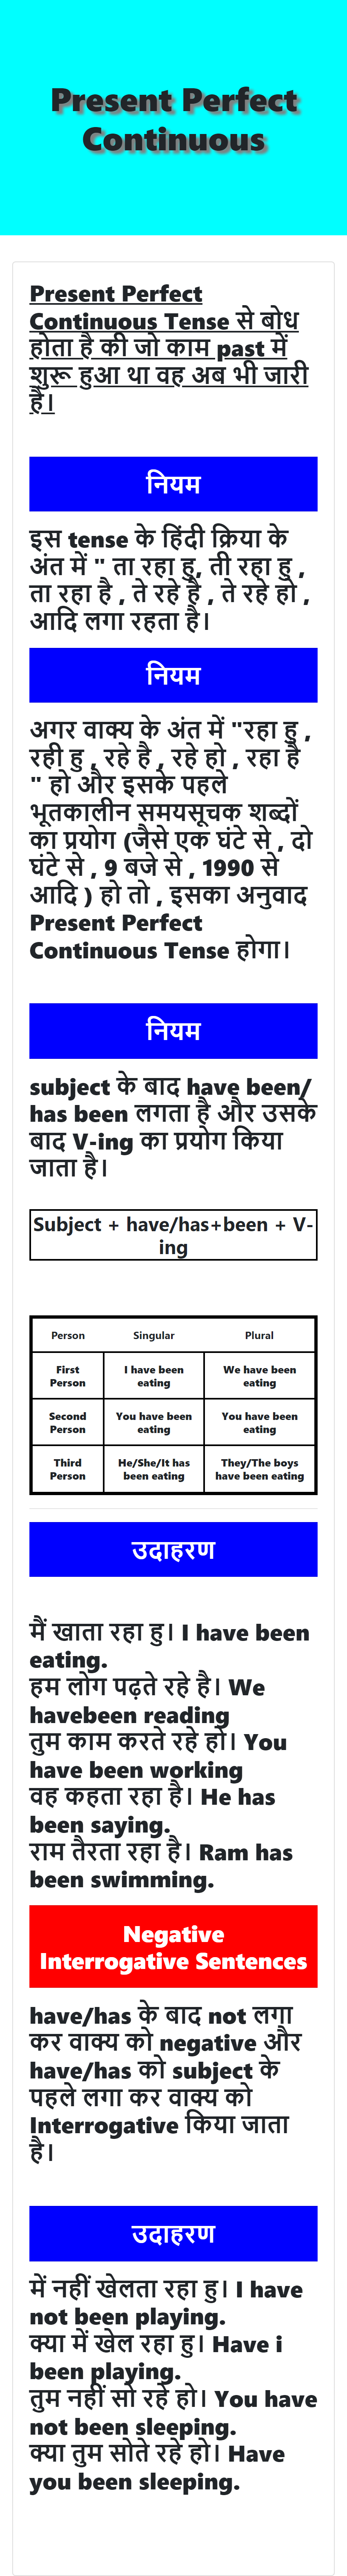 Present Perfect
Continuous
Present Perfect
Continuous Tense से बोध
होता है की जो काम past में
शुरू हुआ था वह अब भी जारी
है।
नियम
इस tense के हिंदी क्रिया के
अंत में " ता रहा हु, ती रहा हु ,
ता रहा है , ते रहे है , ते रहे हो ,
आदि लगा रहता है।
नियम
अगर वाक्य के अंत में "रहा हु ,
रही हु , रहे है , रहे हो , रहा है
" हो और इसके पहले
भूतकालीन समयसूचक शब्दों
का प्रयोग (जैसे एक घंटे से , दो
घंटे से , 9 बजे से , 1990 से
आदि ) हो तो , इसका अनुवाद
Present Perfect
Continuous Tense होगा।
नियम
subject के बाद have been/
has been लगता है और उसके
बाद V-ing का प्रयोग किया
जाता है।
Subject + have/has+been + V-
ing
Person Singular Plural
First Person I have been eating We have been eating
Second Person You have been eating You have been eating
Third Person He/She/It has been eating They/The boys have been eating
उदाहरण
मैं खाता रहा हु। I have been
eating.
हम लोग पढ़ते रहे है। We
havebeen reading
तुम काम करते रहे हो। You
have been working
वह कहता रहा है। He has
been saying.
राम तैरता रहा है। Ram has
been swimming.
Negative
Interrogative Sentences
have/has के बाद not लगा
कर वाक्य को negative और
have/has को subject के
पहले लगा कर वाक्य को
Interrogative किया जाता
है।
उदाहरण
में नहीं खेलता रहा हु। I have
not been playing.
क्या में खेल रहा हु। Have i
been playing.
तुम नहीं सो रहे हो। You have
not been sleeping.
क्या तुम सोते रहे हो। Have
you been sleeping.